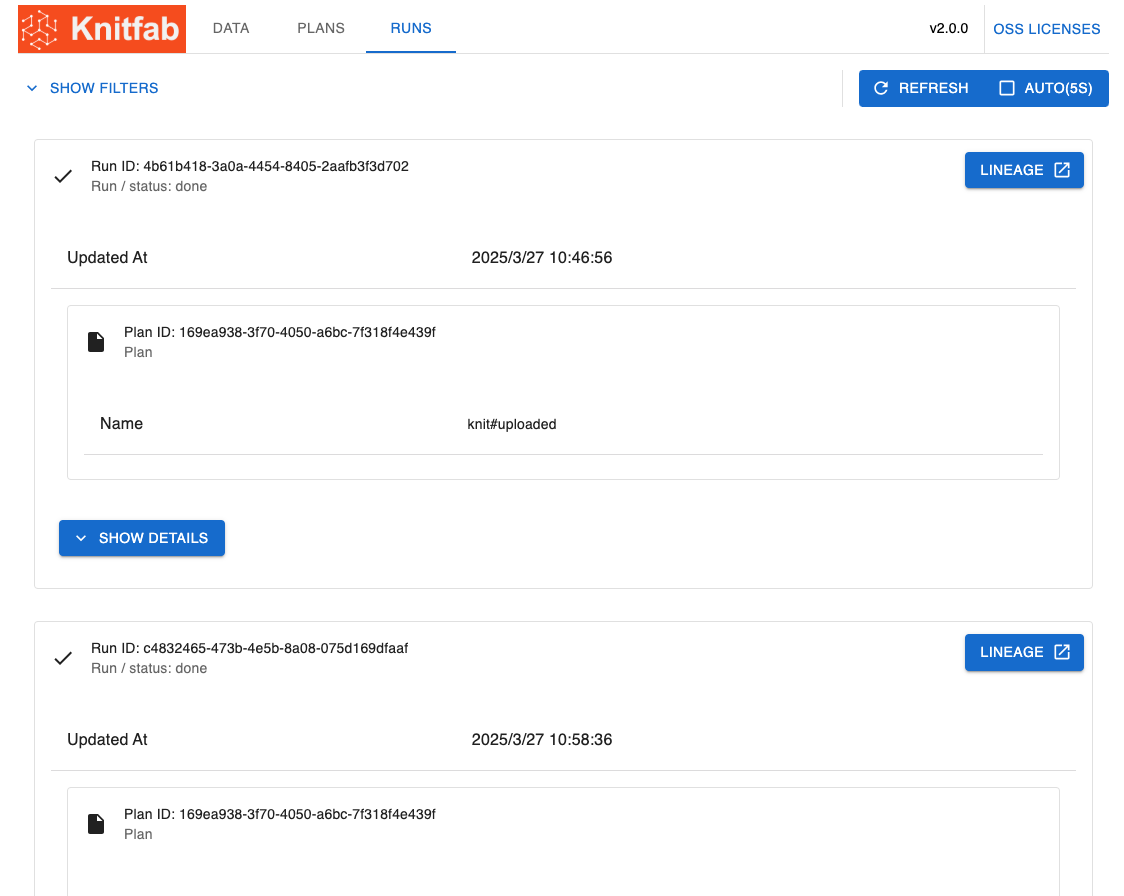 Knitfab DATA PLANS RUNS v2.0.0 OSS LICENSES
SHOW FILTERS REFRESH AUTO(5S)
Run ID: 4b61b418-3a0a-4454-8405-2aafb3f3d702
Run / status: done
LINEAGE
Updated At 2025/3/27 10:46:56
Plan ID: 169ea938-3f70-4050-a6bc-7f318f4e439f
Plan
Name knit#uploaded
SHOW DETAILS
Run ID: c4832465-473b-4e5b-8a08-075d169dfaaf
Run / status: done
LINEAGE
Updated At 2025/3/27 10:58:36
Plan ID: 169ea938-3f70-4050-a6bc-7f318f4e439f
Plan